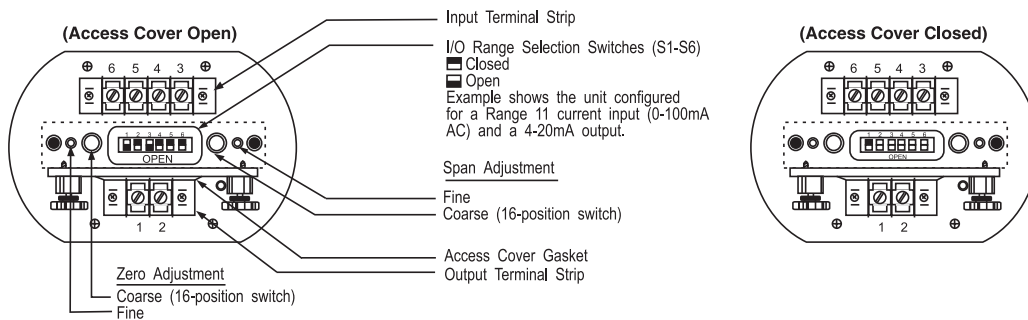 (Access Cover Open)
6 5 4 3
1 2 3 4 5 6
OPEN
1 2
Zero Adjustment
Coarse (16-position switch)
Fine
Input Terminal Strip
I/O Range Selection Switches (S1-S6)
Closed
Open
Example shows the unit configured
for a Range 11 current input (0-100mA
AC) and a 4-20mA output.
Span Adjustment
Fine
Coarse (16-position switch)
Access Cover Gasket
Output Terminal Strip
(Access Cover Closed)
6 5 4 3
1 2 3 4 5 6
OPEN
1 2